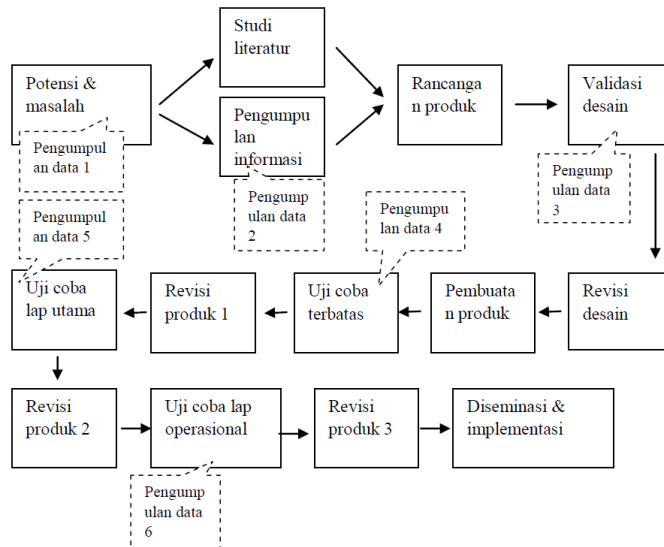 Studi
literatur
Potensi &
masalah
Pengumpu
lan
informasi
Rancanga
n produk
Validasi
desain
Pengumpul
an data 1
Pengump
ulan data
2
Pengump
ulan data
3
Pengumpul
an data 5
Pengumpu
lan data 4
Uji coba
lap utama
Revisi
produk 1
Uji coba
terbatas
Pembuata
n produk
Revisi
desain
Revisi
produk 2
Uji coba lap
operasional
Revisi
produk 3
Diseminasi &
implementasi
Pengump
ulan data
6